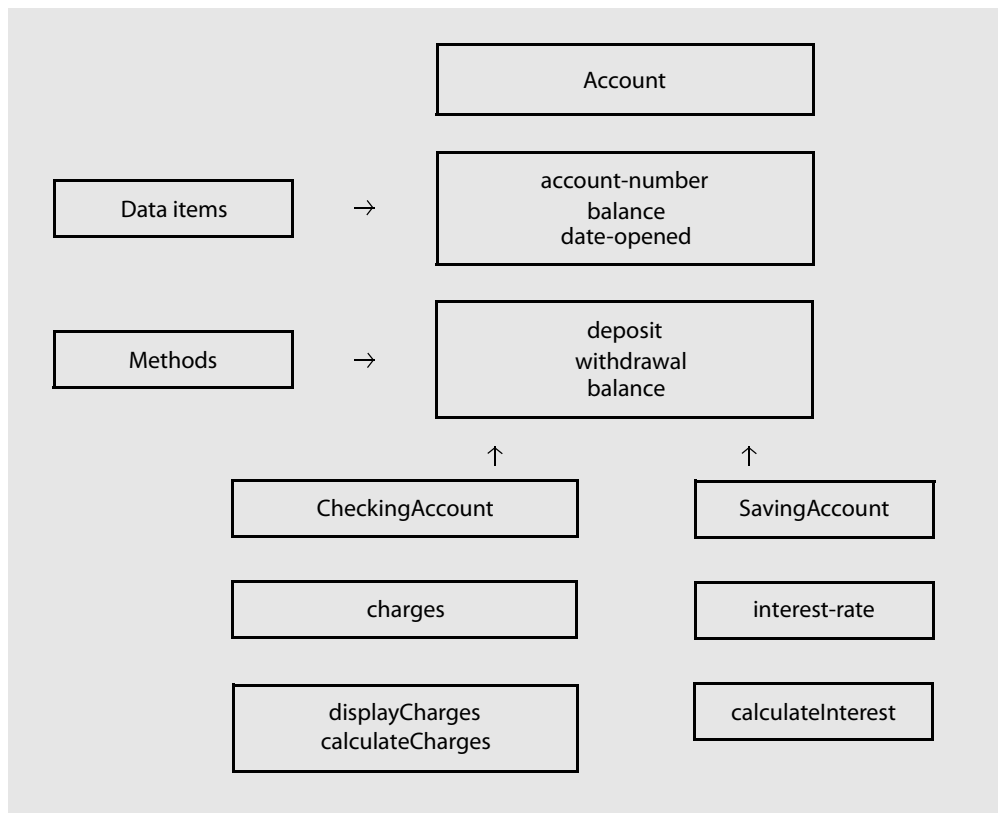 Account
Data items
account-number
balance
date-opened
Methods
deposit
withdrawal
balance
CheckingAccount
SavingAccount
charges
interest-rate
displayCharges
calculateCharges
calculateInterest